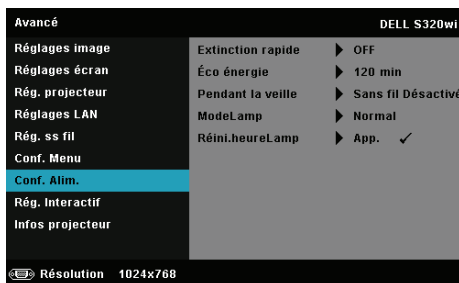 Avancé DELL S320wi
Réglages image
Réglages écran
Rég. projecteur
Réglages LAN
Rég. ss fil
Conf. Menu
Conf. Alim.
Rég. Interactif
Infos projecteur
Extinction rapide OFF
Éco énergie 120 min
Pendant la veille Sans fil Désactivé
ModeLamp Normal
Réini.heureLamp App. ✓
Résolution 1024x768